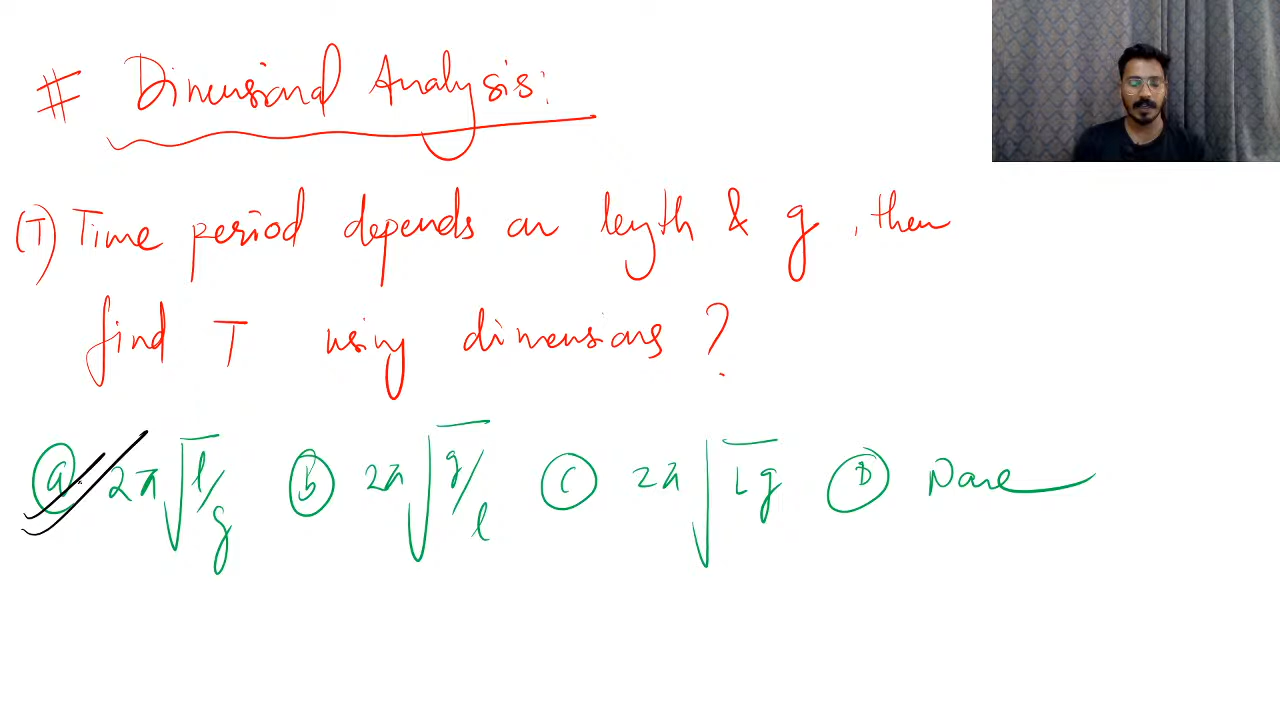 # Dimensional Analysis:
(T) Time period depends on length & g, then
find T using dimensions?
(a) 2π√l/g (b) 2π√g/l (C) 2π√Lg (D) None